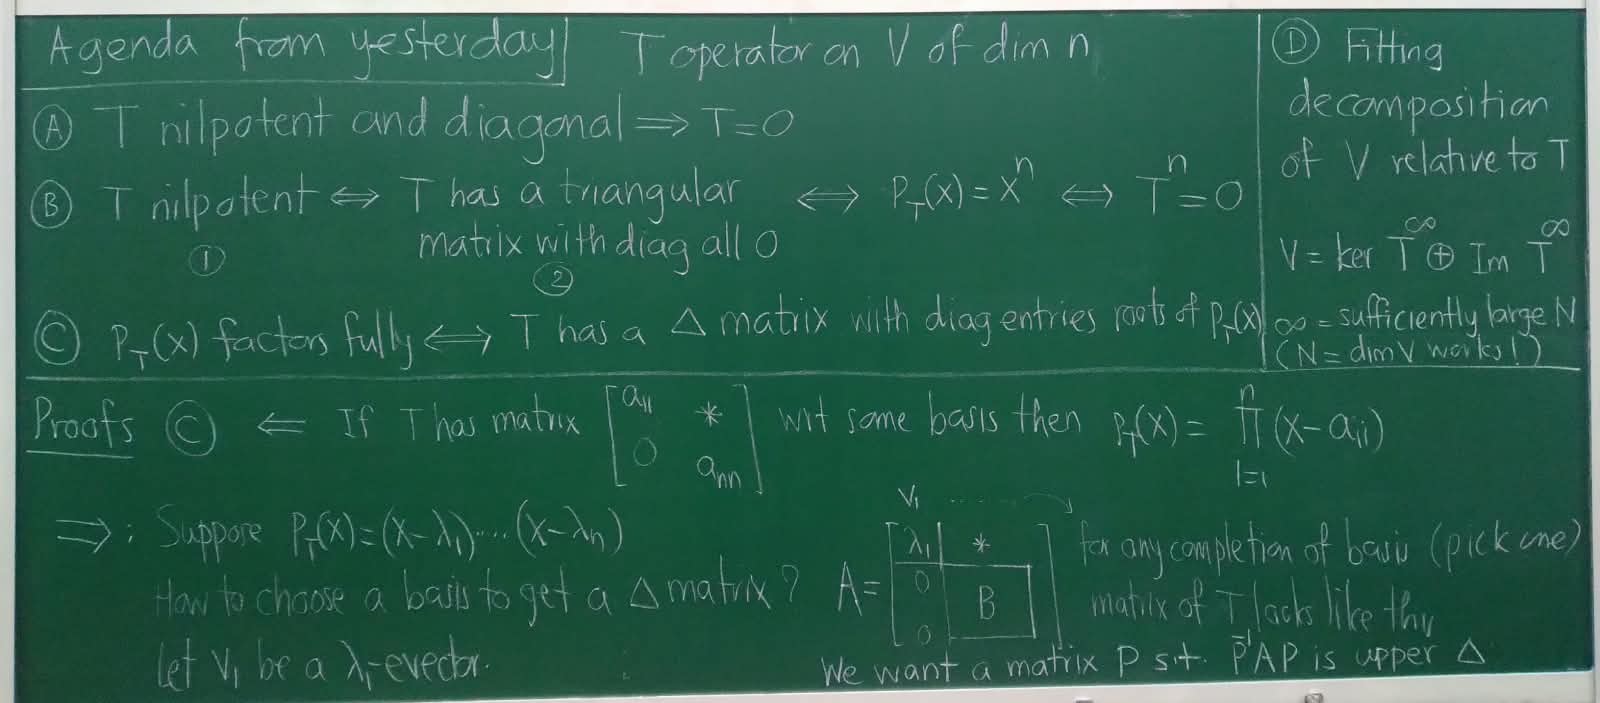 Agenda from yesterday T operator on V of dim n
Ⓐ T nilpotent and diagonal ⟹ T=0
Ⓑ T nilpotent ⟺ T has a triangular ⟺ P_T(x) = x^n ⟺ T^n = 0
matrix with diag all 0
① ②
Ⓒ P_T(x) factors fully ⟺ T has a △ matrix with diag entries roots of P_T(x)
Ⓓ Fitting
decomposition
of V relative to T
V = ker T^∞ ⊕ Im T^∞
∞ = sufficiently large N
(N = dim V works!)
Proofs Ⓒ ⟸ If T has matrix [a_11 * 0 a_nn] wrt some basis then P_T(x) = ∏_{i=1}^n (x-a_ii)
⟹: Suppose P_T(x) = (x-λ_1)....(x-λ_n)
How to choose a basis to get a △ matrix?
Let v_1 be a λ_1-evector.
v_1 ......
A = [λ_1 * 0 0 B]
for any completion of basis (pick one)
matrix of T looks like this
We want a matrix P s.t. P^-1AP is upper △